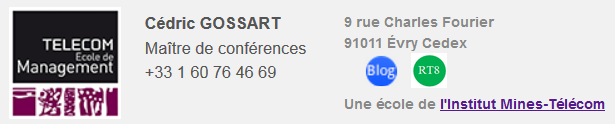 TELECOM
Ecole de
Management
Cédric GOSSART
Maître de conférences
+33 1 60 76 46 69
9 rue Charles Fourier
91011 Évry Cedex
Blog RT8
Une école de l'Institut Mines-Télécom